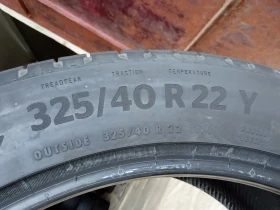 TREADWEAR TRACTION TEMPERATURE
325/40 R 22 Y
OUTSIDE 325/40 R 22